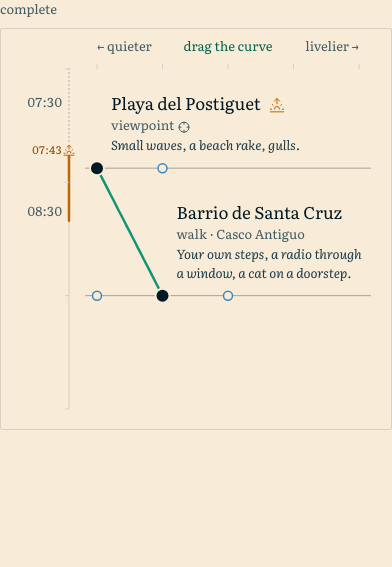 complete
← quieter drag the curve livelier →
07:30
Playa del Postiguet
viewpoint
07:43
Small waves, a beach rake, gulls.
08:30
Barrio de Santa Cruz
walk · Casco Antiguo
Your own steps, a radio through
a window, a cat on a doorstep.